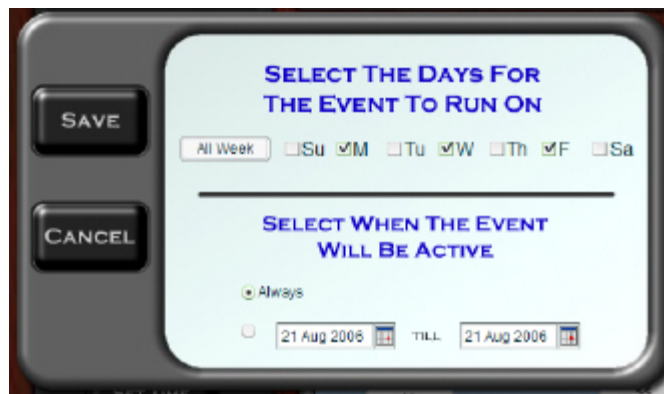 SELECT THE DAYS FOR
THE EVENT TO RUN ON
SAVE
All Week Su M Tu W Th F Sa
CANCEL
SELECT WHEN THE EVENT
WILL BE ACTIVE
Always
21 Aug 2006 TILL 21 Aug 2006